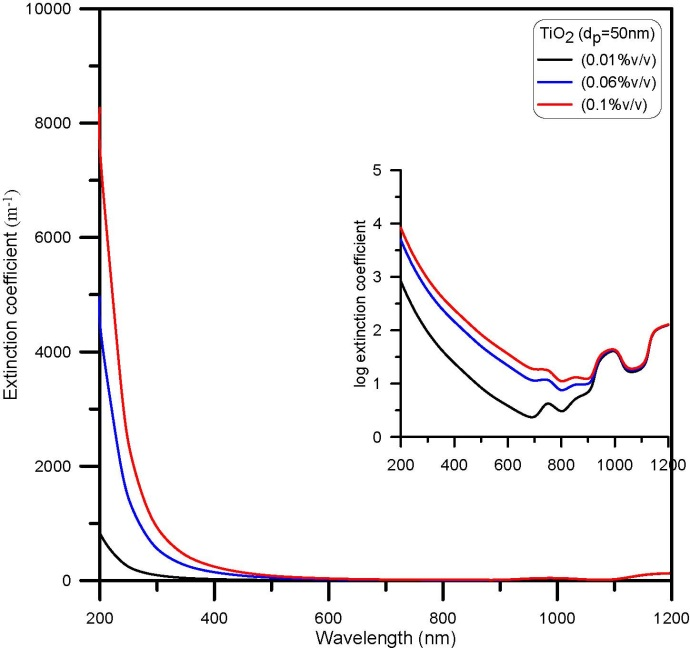 10000
8000
6000
4000
2000
0
Extinction coefficient (m⁻¹)
TiO₂ (dₚ=50nm)
(0.01%v/v)
(0.06%v/v)
(0.1%v/v)
5
4
3
2
1
0
log extinction coefficient
200 400 600 800 1000 1200
200 400 600 800 1000 1200
Wavelength (nm)